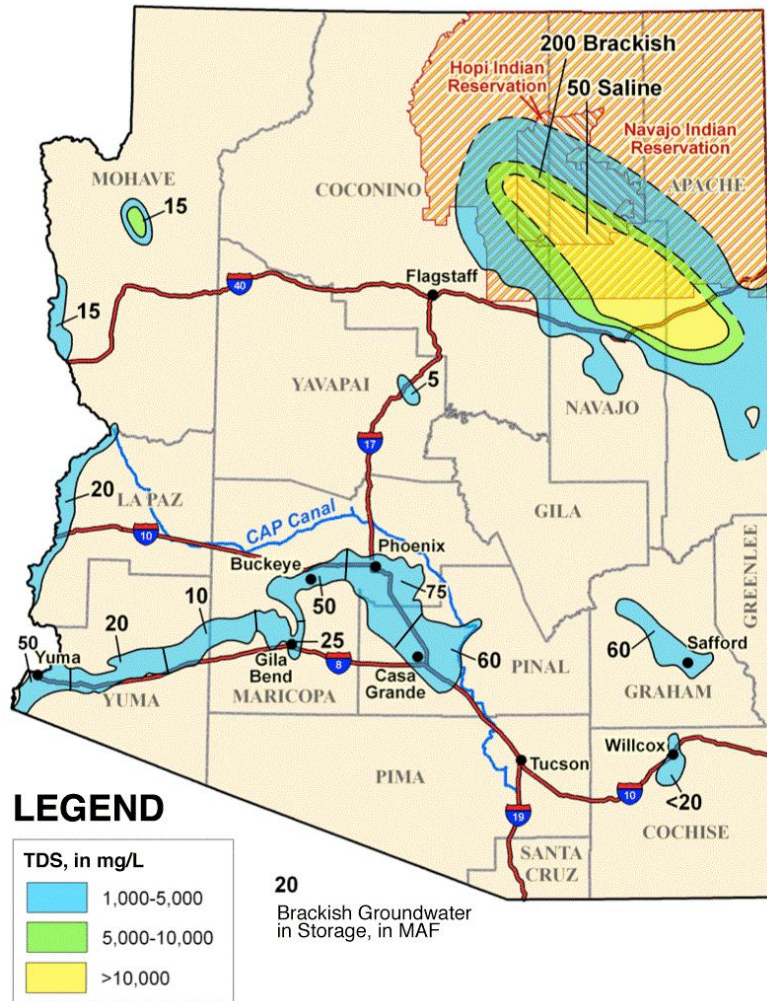 200 Brackish
Hopi Indian
Reservation
50 Saline
Navajo Indian
Reservation
MOHAVE
COCONINO
APACHE
15
40
Flagstaff
15
YAVAPAI
5
NAVAJO
17
20
LA PAZ
CAP Canal
GILA
GREENLEE
10
Buckeye
Phoenix
50
75
10
20
25
60
Safford
60
50
Yuma
Gila
Bend
8
Casa
Grande
PINAL
GRAHAM
YUMA
MARICOPA
Willcox
Tucson
PIMA
10
<20
COCHISE
19
SANTA
CRUZ
LEGEND
TDS, in mg/L
1,000-5,000
5,000-10,000
>10,000
20
Brackish Groundwater
in Storage, in MAF